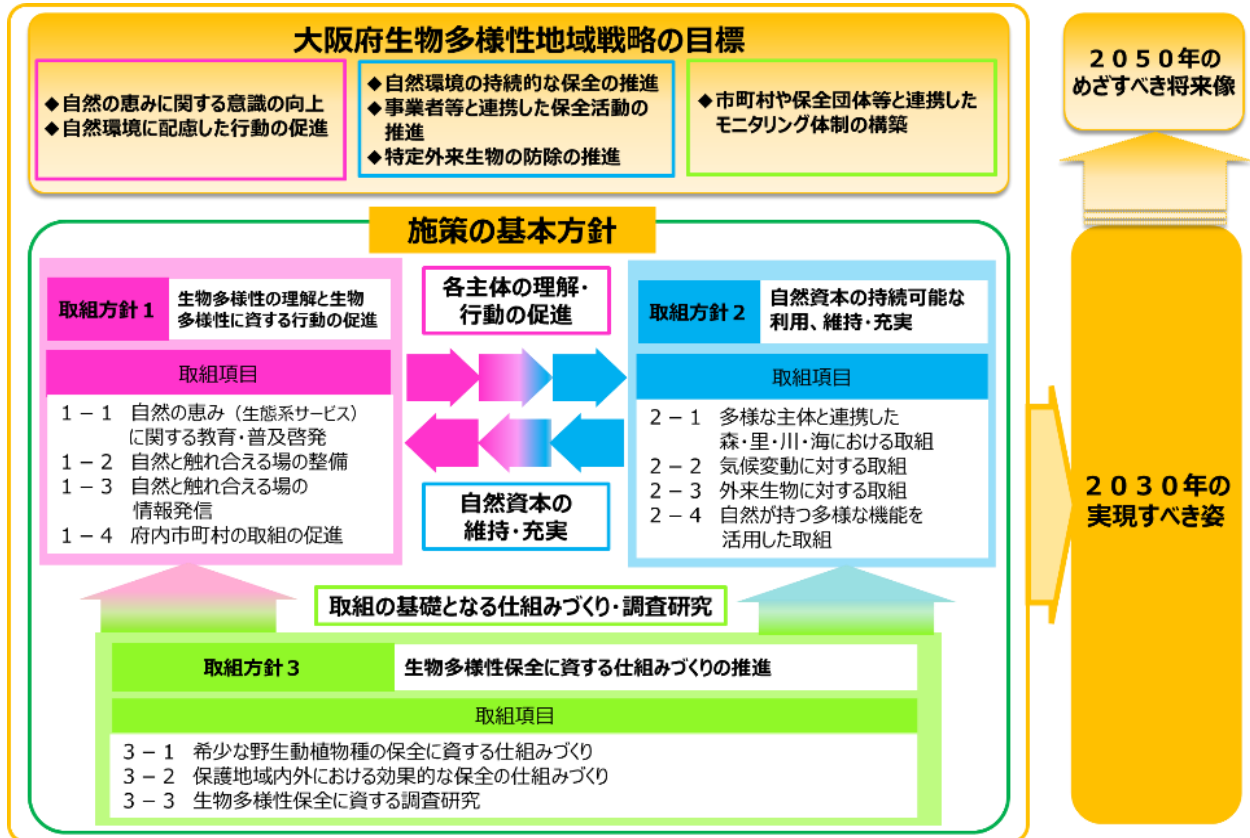 大阪府生物多様性地域戦略の目標
◆自然の恵みに関する意識の向上
◆自然環境に配慮した行動の促進
◆自然環境の持続的な保全の推進
◆事業者等と連携した保全活動の
推進
◆特定外来生物の防除の推進
◆市町村や保全団体等と連携した
モニタリング体制の構築
施策の基本方針
取組方針1
生物多様性の理解と生物
多様性に資する行動の促進
取組項目
1-1 自然の恵み(生態系サービス)
に関する教育・普及啓発
1-2 自然と触れ合える場の整備
1-3 自然と触れ合える場の
情報発信
1-4 府内市町村の取組の促進
各主体の理解・
行動の促進
自然資本の
維持・充実
取組方針2
自然資本の持続可能な
利用、維持・充実
取組項目
2-1 多様な主体と連携した
森・里・川・海における取組
2-2 気候変動に対する取組
2-3 外来生物に対する取組
2-4 自然が持つ多様な機能を
活用した取組
取組の基礎となる仕組みづくり・調査研究
取組方針3
生物多様性保全に資する仕組みづくりの推進
取組項目
3-1 希少な野生動植物種の保全に資する仕組みづくり
3-2 保護地域内外における効果的な保全の仕組みづくり
3-3 生物多様性保全に資する調査研究
2050年の
めざすべき将来像
2030年の
実現すべき姿